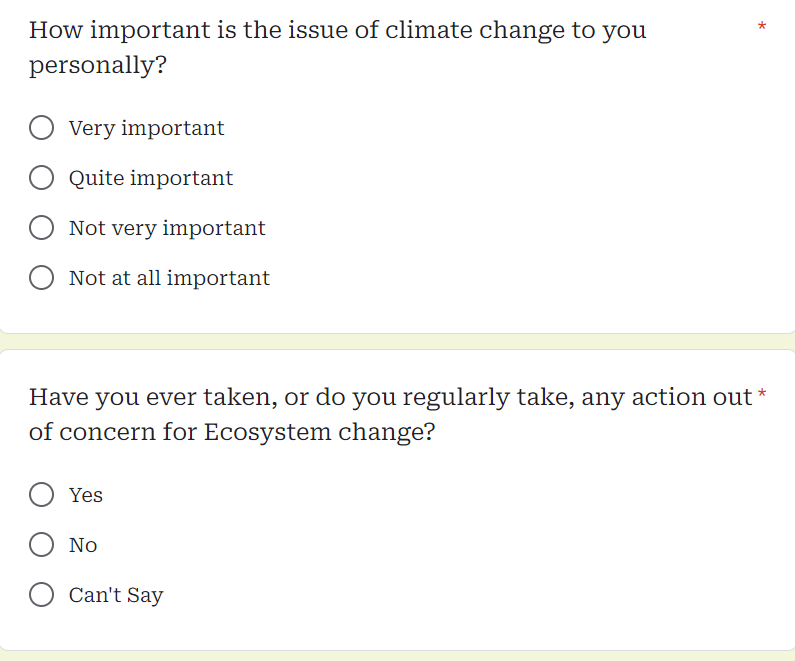 How important is the issue of climate change to you *
personally?
Very important
Quite important
Not very important
Not at all important
Have you ever taken, or do you regularly take, any action out *
of concern for Ecosystem change?
Yes
No
Can't Say